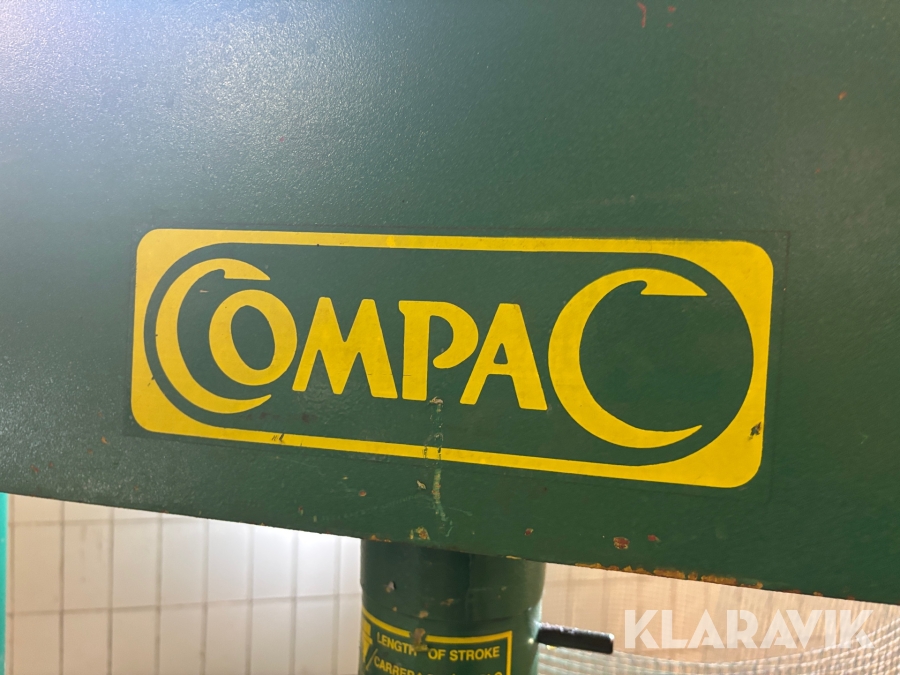 COMPAC
LENGTH OF STROKE
KLARAVIK